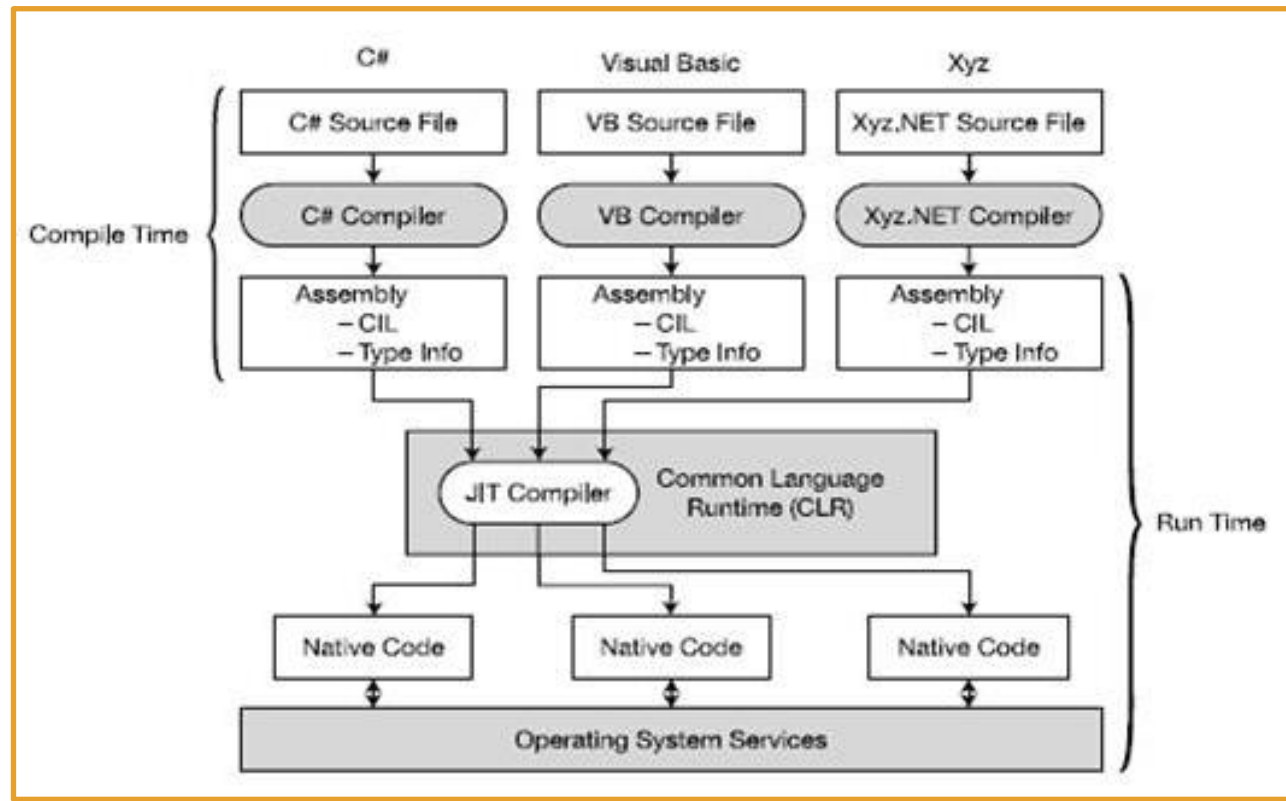 C#
Visual Basic
Xyz
C# Source File
VB Source File
Xyz.NET Source File
Compile Time
C# Compiler
VB Compiler
Xyz.NET Compiler
Assembly
– CIL
– Type Info
Assembly
– CIL
– Type Info
Assembly
– CIL
– Type Info
JIT Compiler
Common Language
Runtime (CLR)
Run Time
Native Code
Native Code
Native Code
Operating System Services